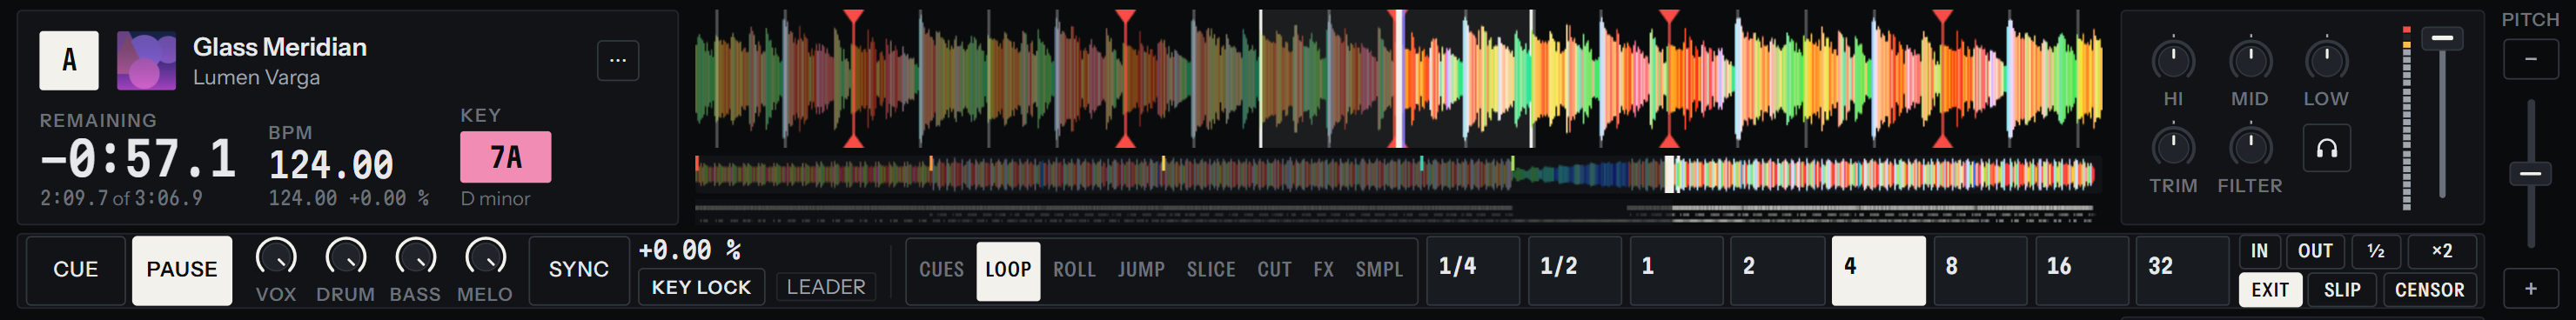 A
Glass Meridian
Lumen Varga
...
REMAINING
-0:57.1
2:09.7 of 3:06.9
BPM
124.00
124.00 +0.00 %
KEY
7A
D minor
HI
MID
LOW
TRIM
FILTER
PITCH
−
+
CUE
PAUSE
VOX
DRUM
BASS
MELO
SYNC
+0.00 %
KEY LOCK
LEADER
CUES
LOOP
ROLL
JUMP
SLICE
CUT
FX
SMPL
1/4
1/2
1
2
4
8
16
32
IN
OUT
½
×2
EXIT
SLIP
CENSOR